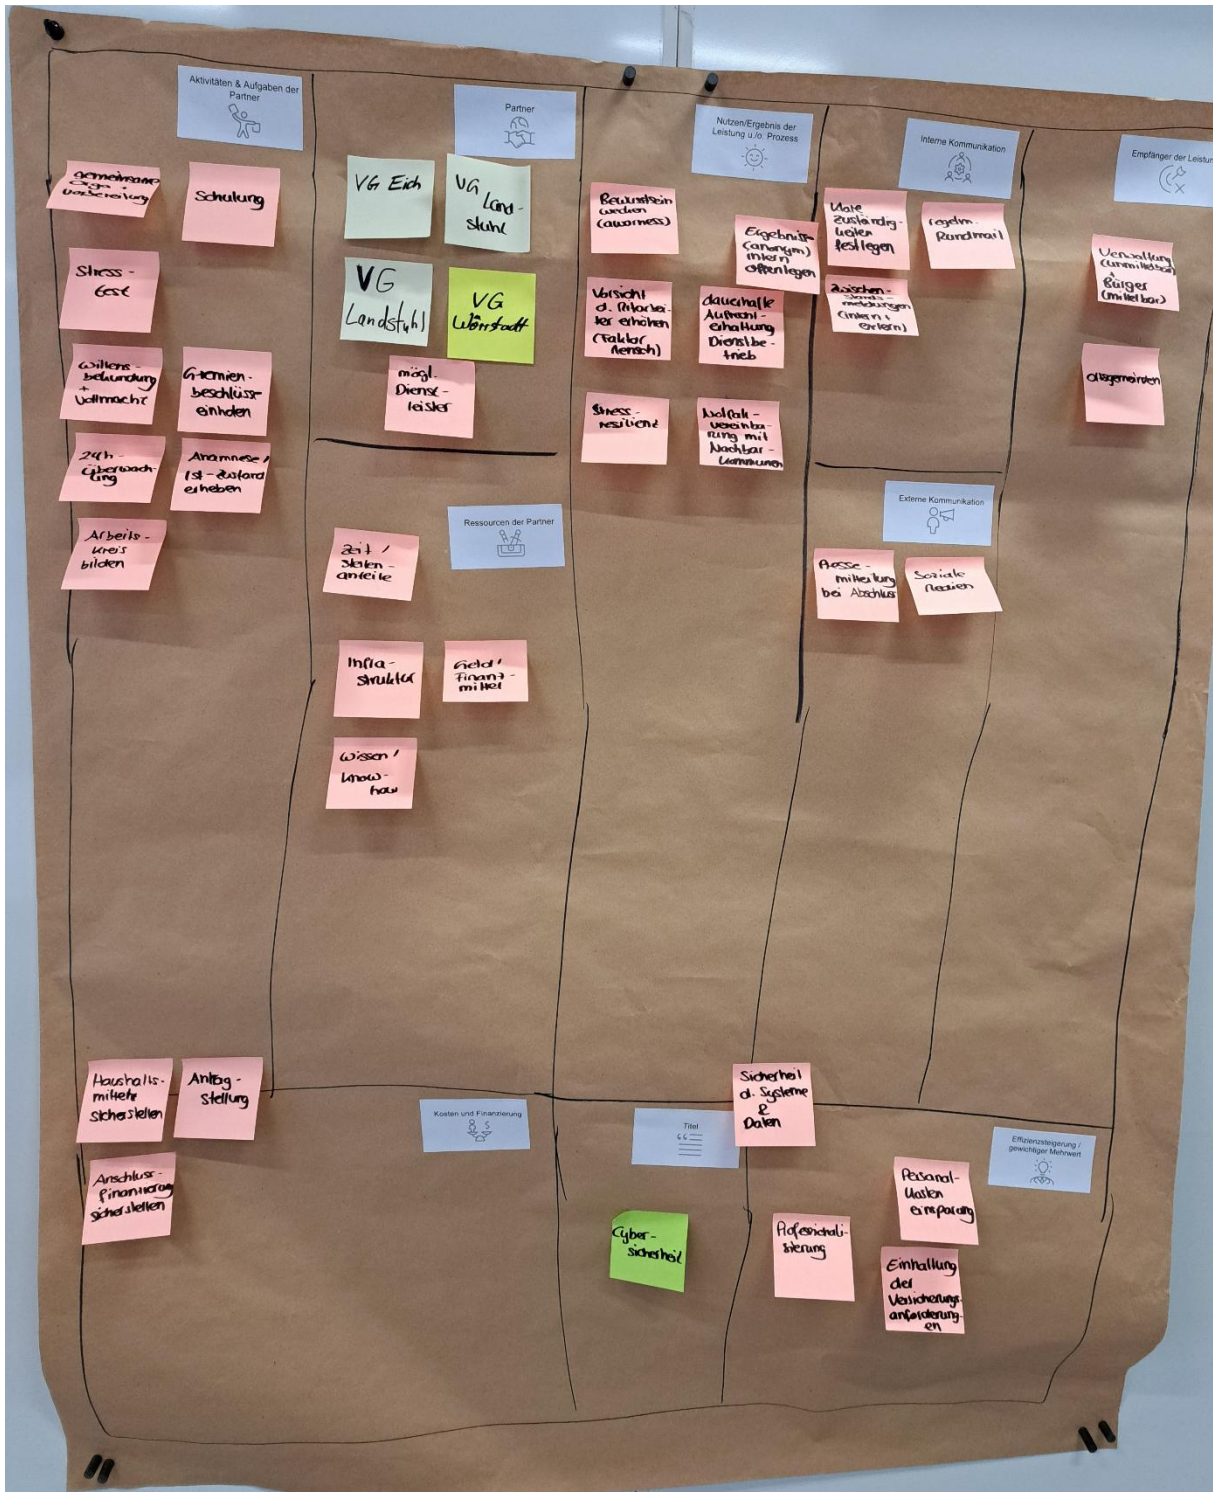 Aktivitäten & Aufgaben der
Partner
gemeinsame
Orga +
Vorbereitung
Schulung
Stress-
test
Willens-
bekundung
+
Vollmacht
Gremien-
beschlüsse
einholen
24h-
Überwach-
ung
Anamnese /
Ist-Zustand
erheben
Arbeits-
kreis
bilden
Partner
VG Eich
VG
Land-
stuhl
VG
Landstuhl
VG
Wörrstadt
mögl.
Dienst-
leister
Ressourcen der Partner
Zeit /
Stellen-
anteile
Infra-
struktur
Geld /
Finanz-
mittel
Wissen /
know-
how
Nutzen/Ergebnis der
Leistung u./o. Prozess
Bewusstsein
wecken
(awarness)
Ergebnisse
(anonym)
intern
offenlegen
Vorsicht
d. Mitarbei-
ter erhöhen
(Faktor
Mensch)
dauerhafte
Aufrecht-
erhaltung
Dienstbe-
trieb
Stress-
resilienz
Notfall-
vereinba-
rung mit
Nachbar-
kommunen
Interne Kommunikation
klare
zuständig-
keiten
festlegen
regelm.
Rundmail
Zwischen-
stands-
meldungen
(intern +
extern)
Externe Kommunikation
Presse-
mitteilung
bei Abschluss
Soziale
Medien
Empfänger der Leistu
Verwaltung
(unmittelbar)
+
Bürger
(mittelbar)
Ortsgemeinden
Haushalts-
mittel
sicherstellen
Antrag-
stellung
Anschluss-
finanzierung
sicherstellen
Kosten und Finanzierung
Titel
Cyber-
sicherheit
Sicherheit
d. Systeme
&
Daten
Effizienzsteigerung /
gewichtiger Mehrwert
Personal-
kosten
einsparung
Professionali-
sierung
Einhaltung
der
Versicherungs-
anforderung-
en